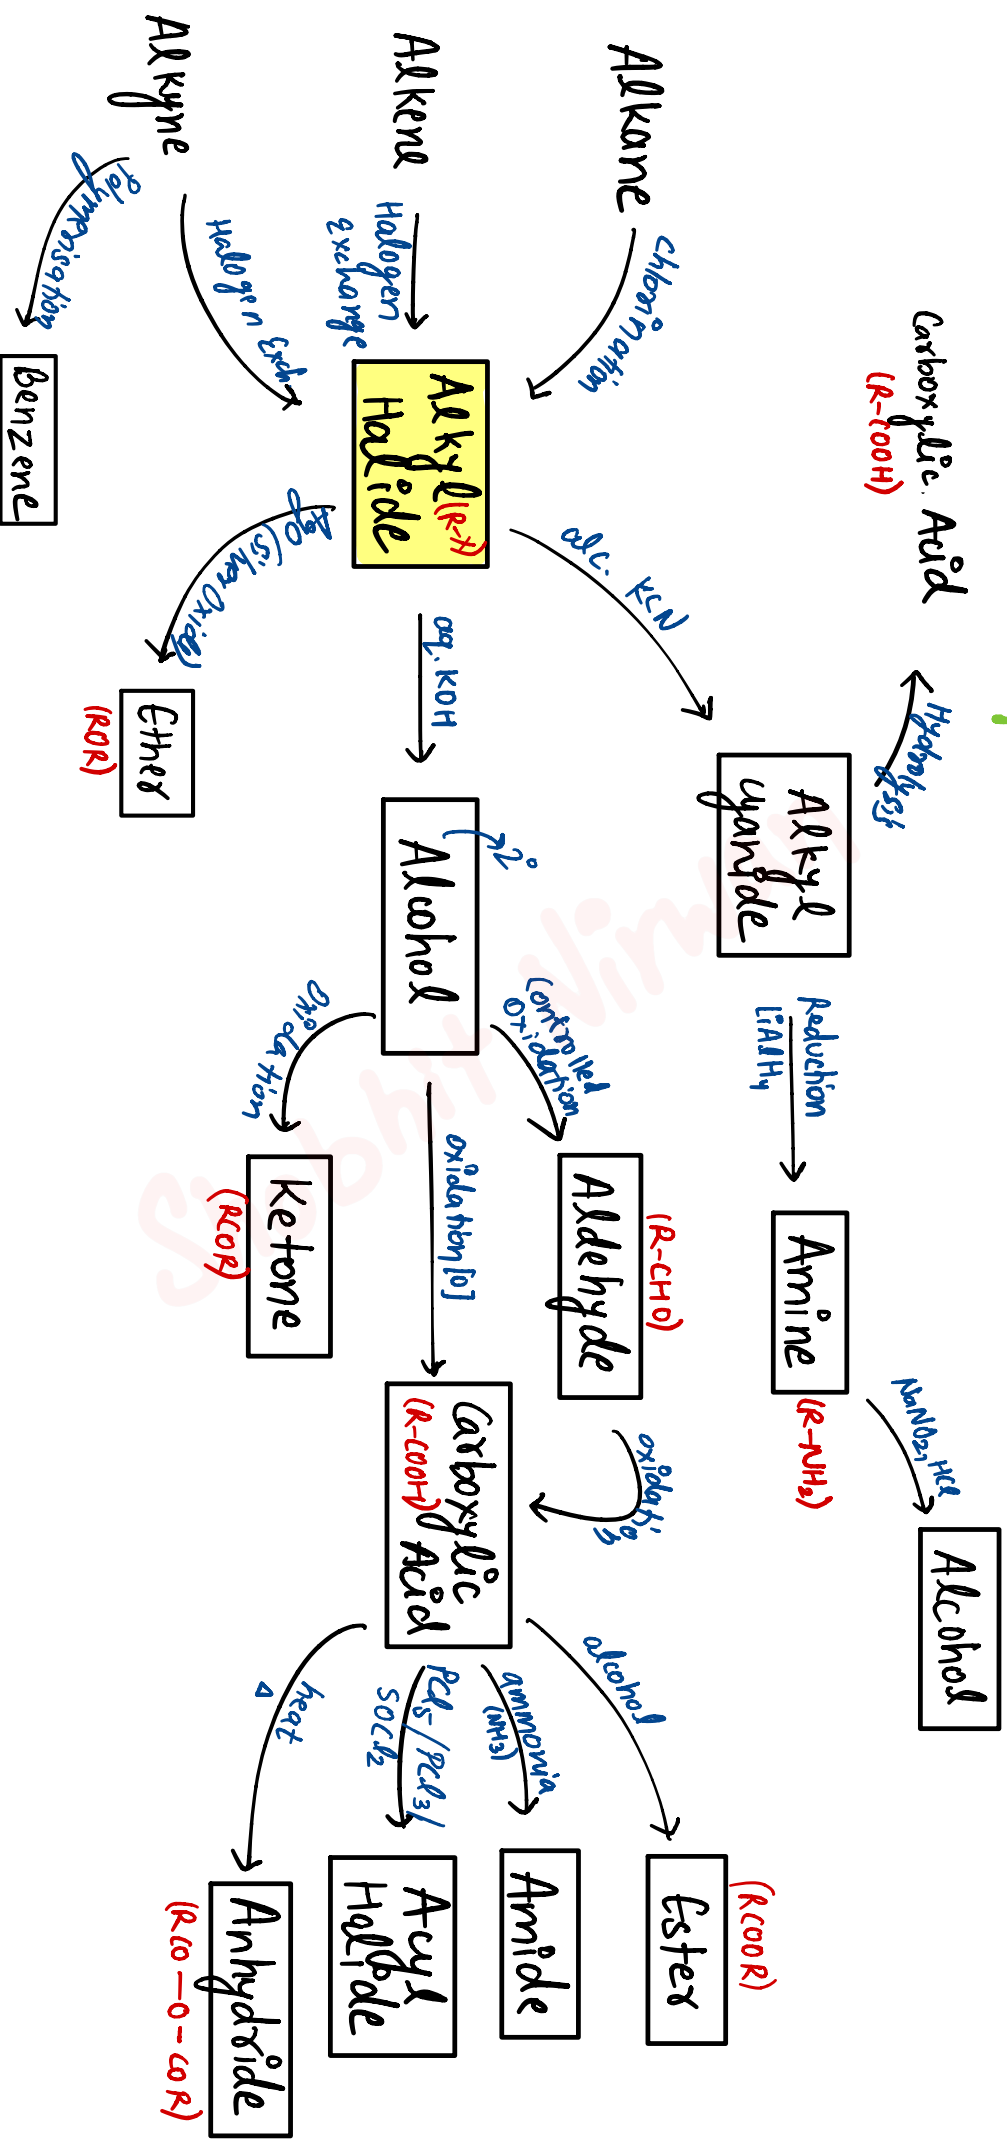 Carboxylic Acid
(R-COOH)
Hydrolysis
Alkane
Chlorination
alc. KCN
Alkyl
cyanide
Reduction
LiAlH4
Amine
(R-NH2)
NaNO2, HCl
Alcohol
Alkene
Halogen
Exchange
Alkyl (R-X)
Halide
aq. KOH
Alcohol
2°
Controlled
Oxidation
Aldehyde
(R-CHO)
oxidation
oxidation [O]
Carboxylic
Acid
(R-COOH)
alcohol
Ester
(RCOOR)
ammonia
(NH3)
Amide
PCl5/PCl3/
SOCl2
Acyl
Halide
heat
Δ
Anhydride
(RCO-O-COR)
Oxidation
Ketone
(RCOR)
Alkyne
Halogen Exch
AgO (Silver Oxide)
Ether
(ROR)
Polymerisation
Benzene
Shobhit Nirwan